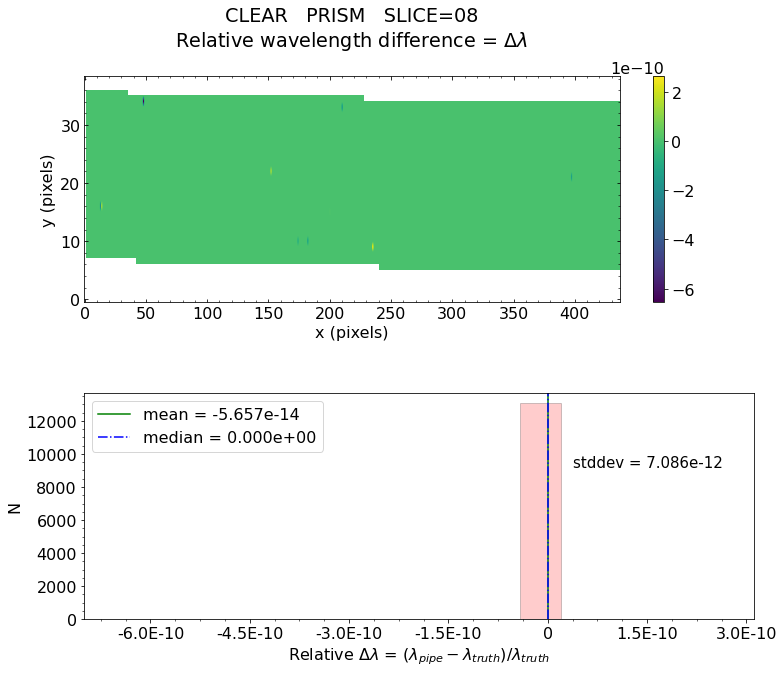 CLEAR PRISM SLICE=08
Relative wavelength difference = Δλ
1e−10
y (pixels)
30
20
10
0
0 50 100 150 200 250 300 350 400
x (pixels)
2
0
−2
−4
−6
mean = -5.657e-14
median = 0.000e+00
stddev = 7.086e-12
N
12000
10000
8000
6000
4000
2000
0
-6.0E-10 -4.5E-10 -3.0E-10 -1.5E-10 0 1.5E-10 3.0E-10
Relative Δλ = (λpipe − λtruth)/λtruth